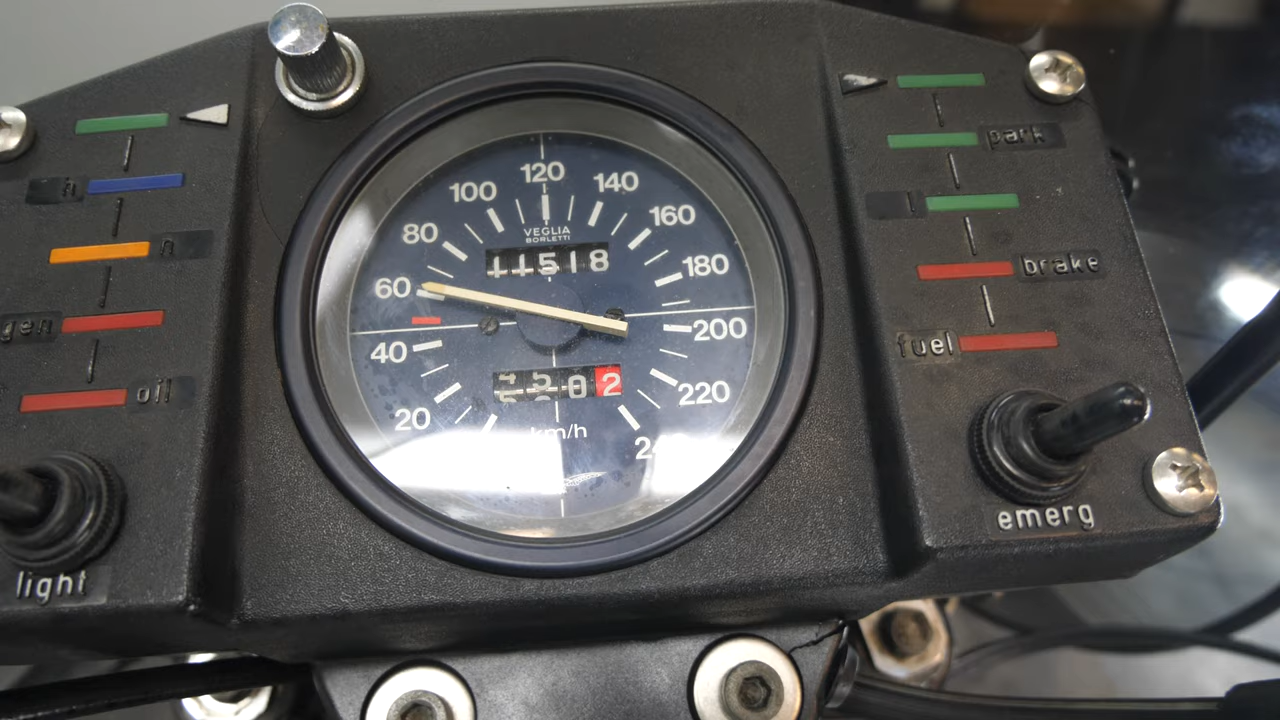 120
100 140
80 160
VEGLIA
BORLETTI
11518
60 180
200
40
220
20
km/h
n
gen
oil
light
park
brake
fuel
emerg